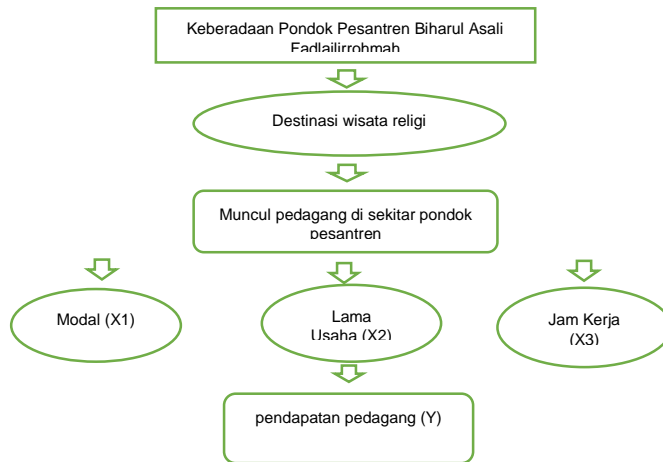 Keberadaan Pondok Pesantren Biharul Asali
Fadlailirrohmah
Destinasi wisata religi
Muncul pedagang di sekitar pondok
pesantren
Modal (X1)
Lama
Usaha (X2)
Jam Kerja
(X3)
pendapatan pedagang (Y)